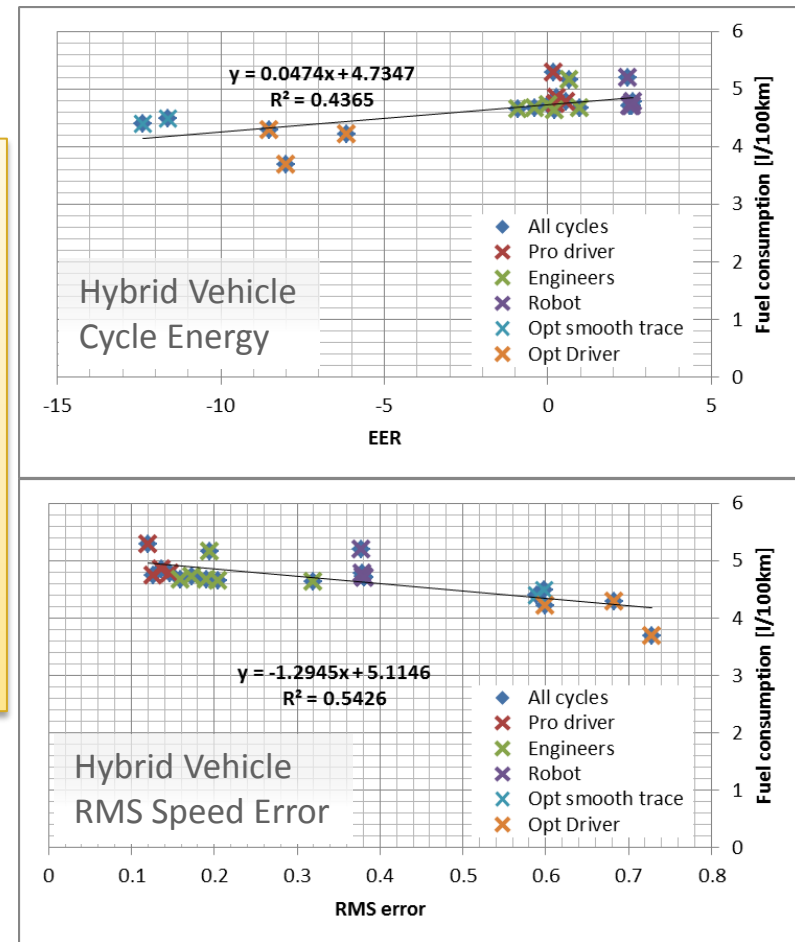 6
y = 0.0474x + 4.7347
R² = 0.4365
5
4
3
2
1
0
Fuel consumption [l/100km]
All cycles
Pro driver
Engineers
Robot
Opt smooth trace
Opt Driver
Hybrid Vehicle
Cycle Energy
-15 -10 -5 0 5
EER
6
5
4
3
2
1
0
Fuel consumption [l/100km]
y = -1.2945x + 5.1146
R² = 0.5426
All cycles
Pro driver
Engineers
Robot
Opt smooth trace
Opt Driver
Hybrid Vehicle
RMS Speed Error
0 0.1 0.2 0.3 0.4 0.5 0.6 0.7 0.8
RMS error